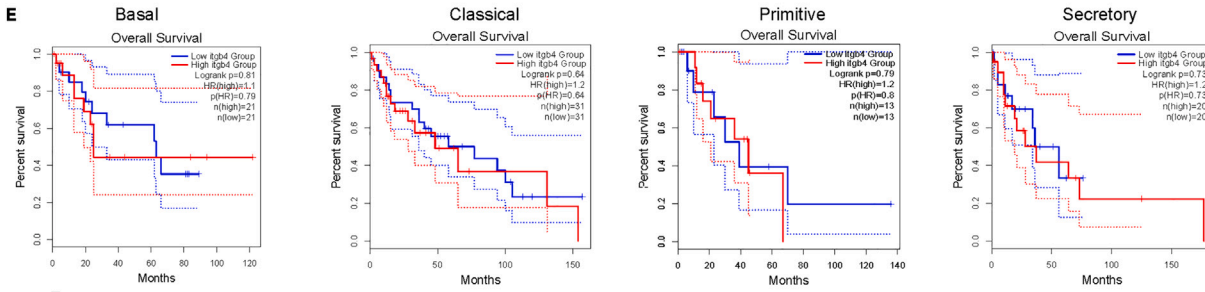 E
Basal
Overall Survival
Low itgb4 Group
High itgb4 Group
Logrank p=0.81
HR(high)=1.1
p(HR)=0.79
n(high)=21
n(low)=21
Percent survival
1.0
0.8
0.6
0.4
0.2
0.0
0 20 40 60 80 100 120
Months
Classical
Overall Survival
Low itgb4 Group
High itgb4 Group
Logrank p=0.64
HR(high)=1.2
p(HR)=0.64
n(high)=31
n(low)=31
Percent survival
1.0
0.8
0.6
0.4
0.2
0.0
0 50 100 150
Months
Primitive
Overall Survival
Low itgb4 Group
High itgb4 Group
Logrank p=0.79
HR(high)=1.2
p(HR)=0.8
n(high)=13
n(low)=13
Percent survival
1.0
0.8
0.6
0.4
0.2
0.0
0 20 40 60 80 100 120 140
Months
Secretory
Overall Survival
Low itgb4 Group
High itgb4 Group
Logrank p=0.73
HR(high)=1.2
p(HR)=0.73
n(high)=20
n(low)=20
Percent survival
1.0
0.8
0.6
0.4
0.2
0.0
0 50 100 150
Months